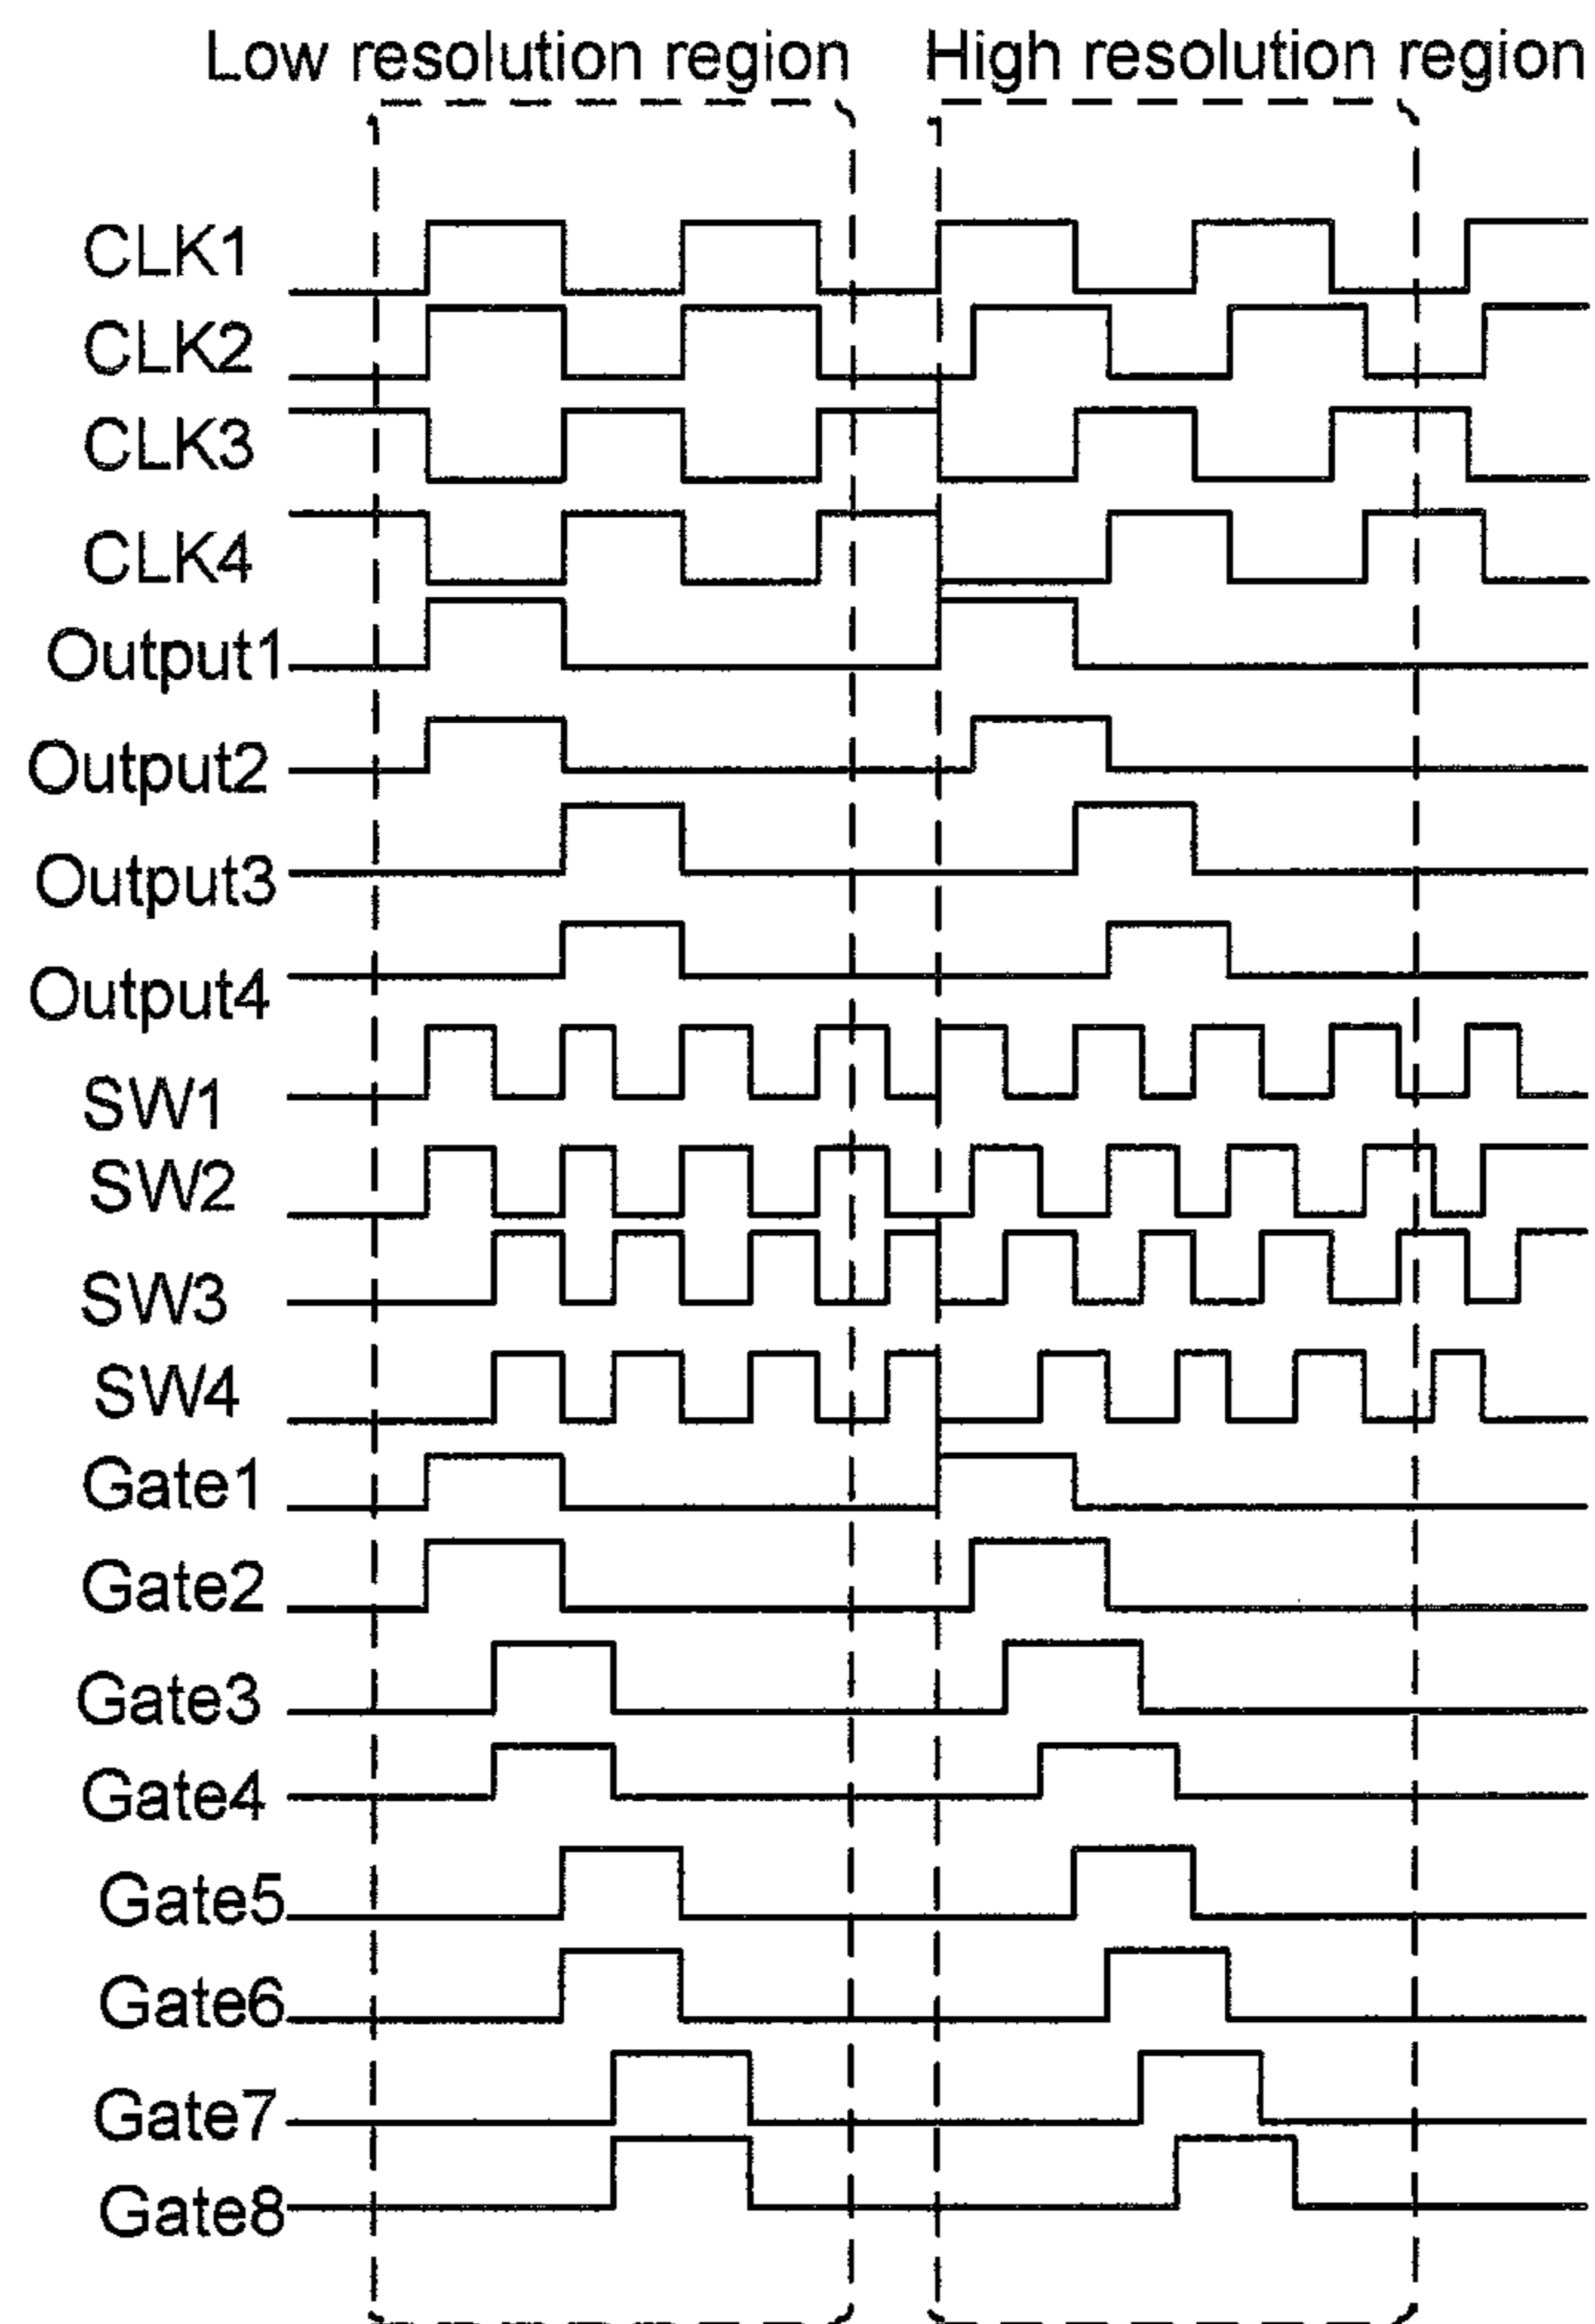 Low resolution region
High resolution region
CLK1
CLK2
CLK3
CLK4
Output1
Output2
Output3
Output4
SW1
SW2
SW3
SW4
Gate1
Gate2
Gate3
Gate4
Gate5
Gate6
Gate7
Gate8